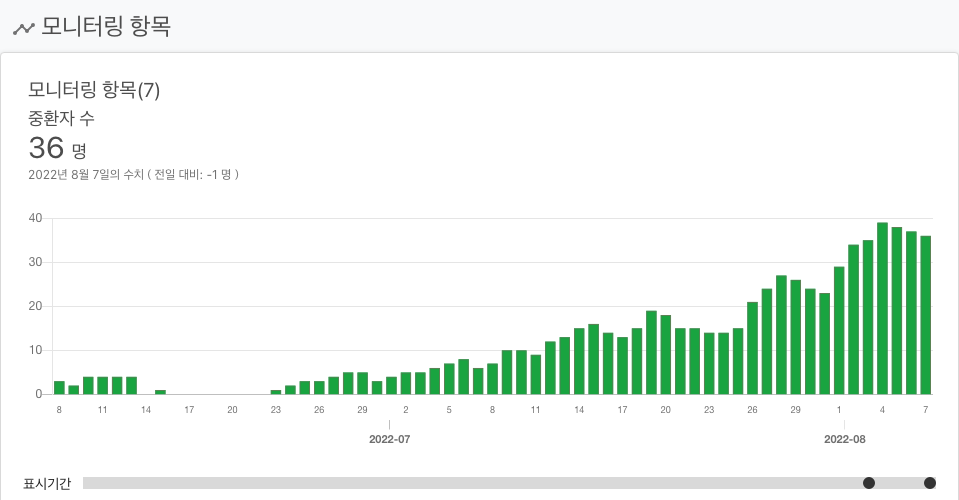 모니터링 항목
모니터링 항목(7)
중환자 수
36 명
2022년 8월 7일의 수치 ( 전일 대비: -1 명 )
40
30
20
10
0
8 11 14 17 20 23 26 29 2 5 8 11 14 17 20 23 26 29 1 4 7
2022-07 2022-08
표시기간